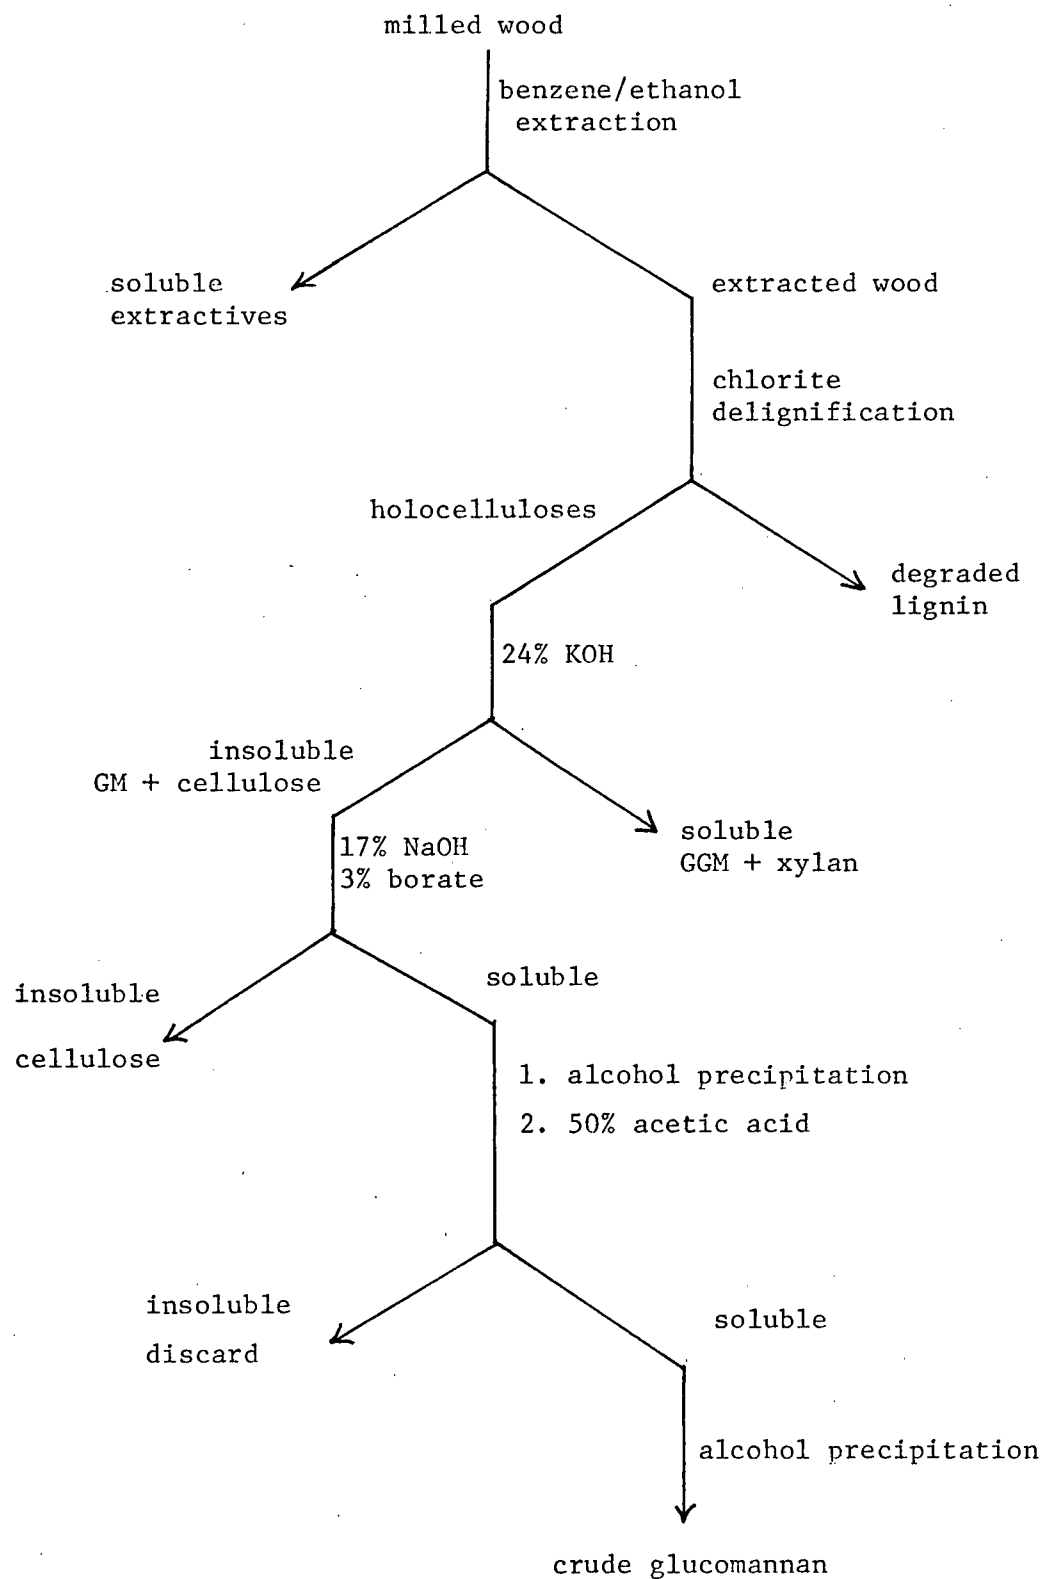 milled wood
benzene/ethanol
extraction
soluble
extractives
extracted wood
chlorite
delignification
holocelluloses
degraded
lignin
24% KOH
insoluble
GM + cellulose
soluble
GGM + xylan
17% NaOH
3% borate
insoluble
cellulose
soluble
1. alcohol precipitation
2. 50% acetic acid
insoluble
discard
soluble
alcohol precipitation
crude glucomannan